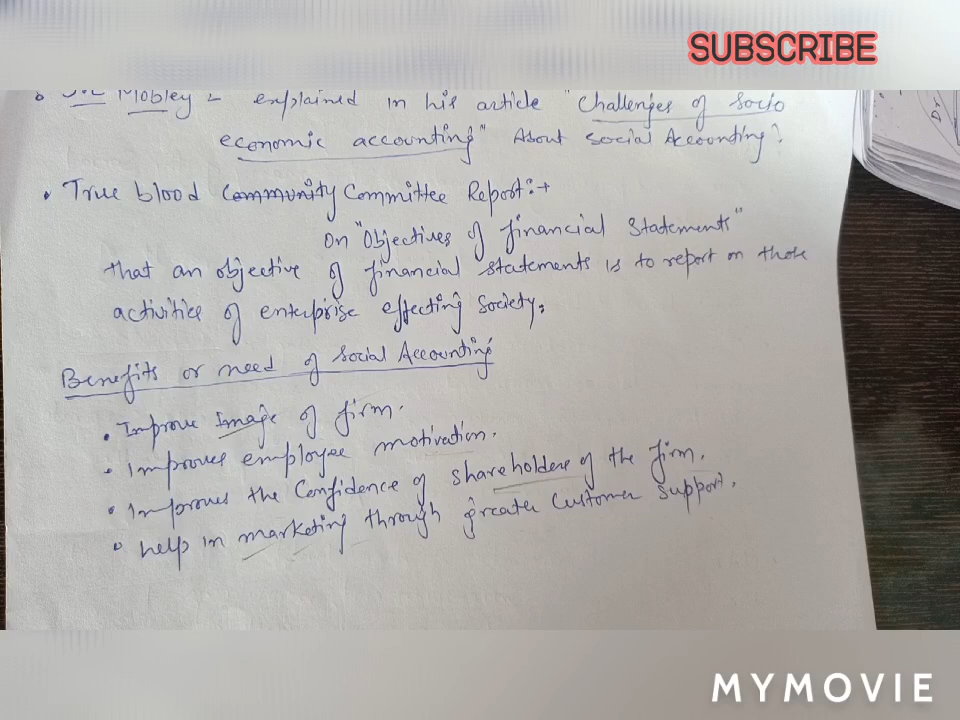 SUBSCRIBE
Mobley - explained in his article "Challenges of Socio
economic accounting" About Social Accounting?
• True blood Community Committee Report:→
On "Objectives of financial Statements"
that an objective of financial statements is to report on those
activities of enterprise effecting society.
Benefits or need of Social Accounting
• Improve Image of firm.
• Improves employee motivation.
• Improves the Confidence of shareholders of the firm.
• help in marketing through greater Customer support.
MYMOVIE